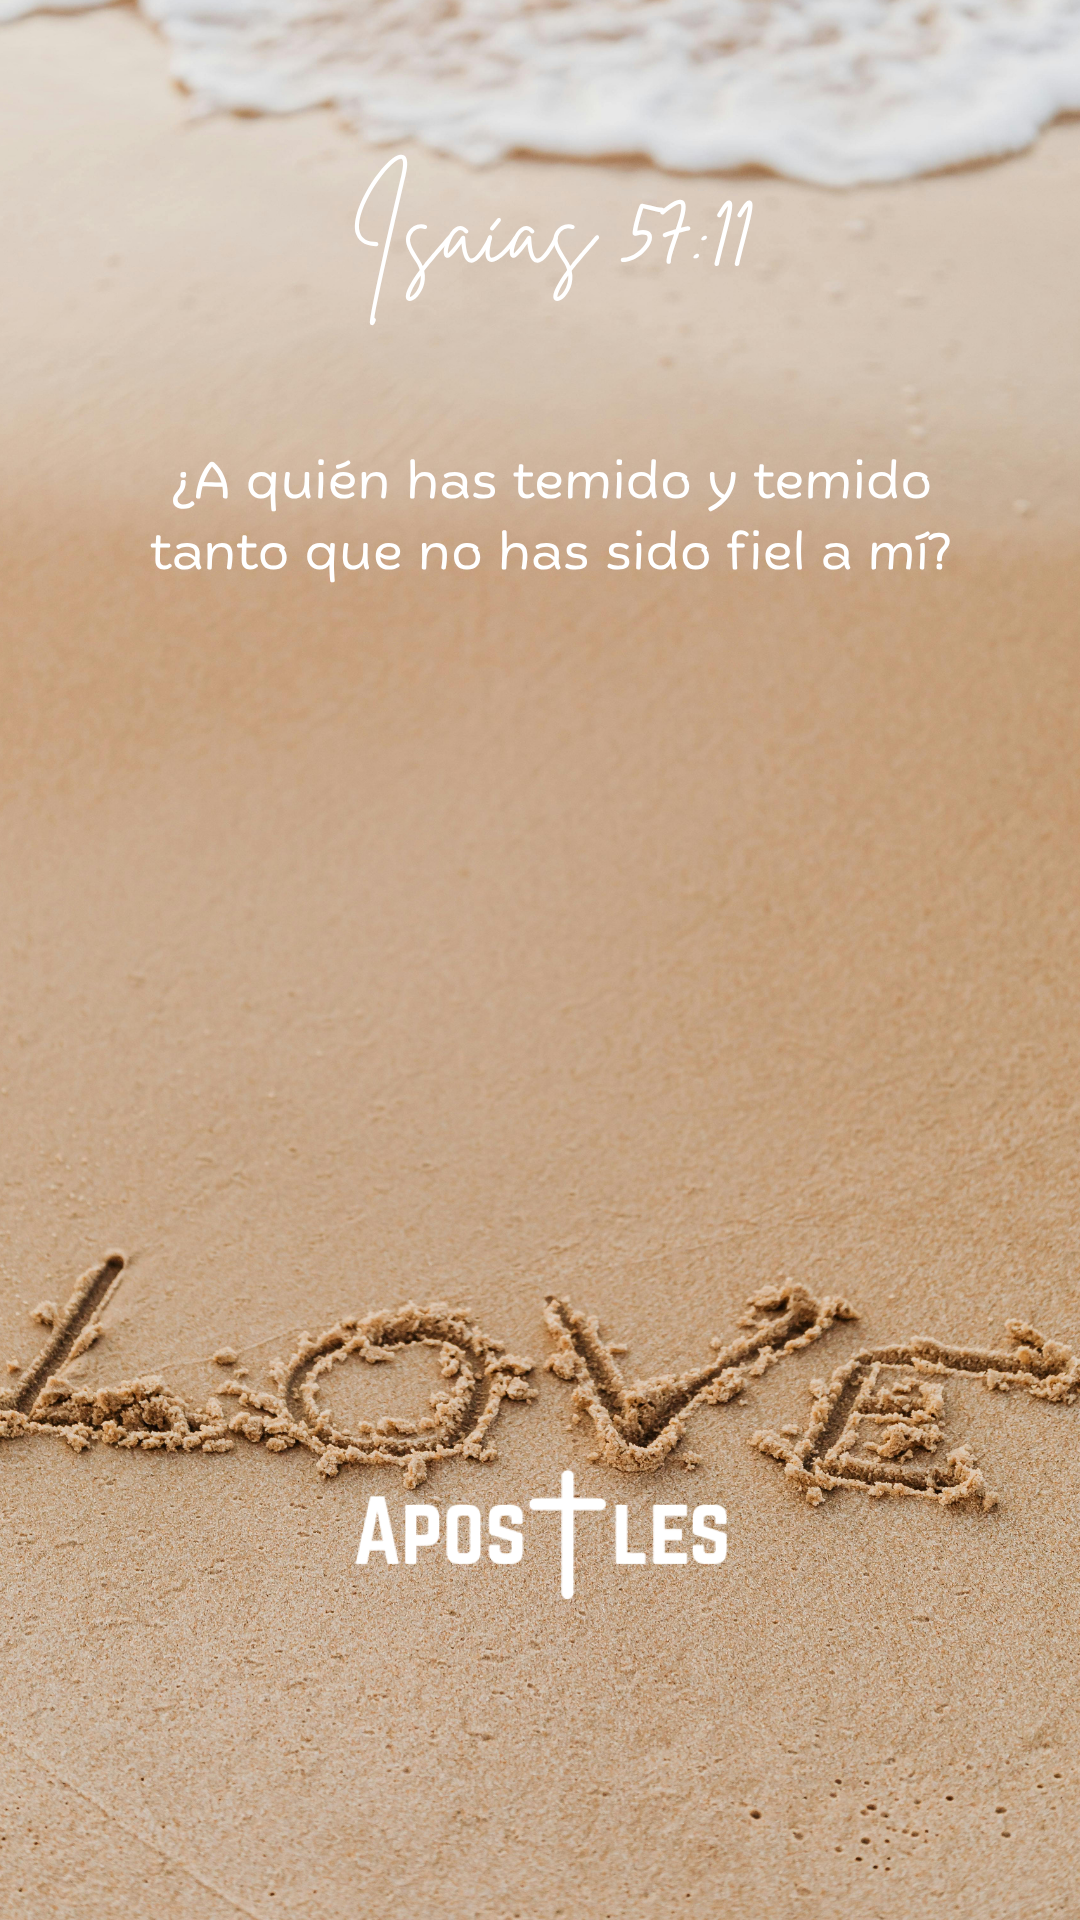 Isaías 57:11
¿A quién has temido y temido
tanto que no has sido fiel a mí?
LOVE
APOSTLES